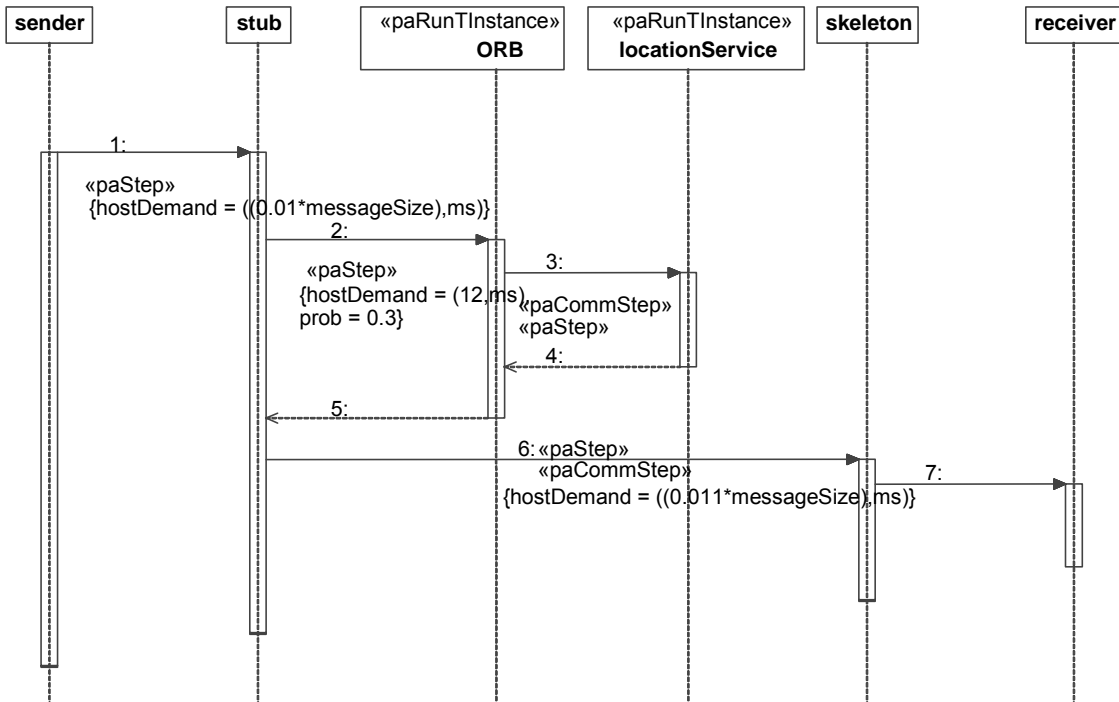 sender
stub
«paRunTInstance»
ORB
«paRunTInstance»
locationService
skeleton
receiver
1:
«paStep»
{hostDemand = ((0.01*messageSize),ms)}
2:
«paStep»
{hostDemand = (12,ms),
prob = 0.3}
3:
«paCommStep»
«paStep»
4:
5:
6: «paStep»
«paCommStep»
{hostDemand = ((0.011*messageSize),ms)}
7: